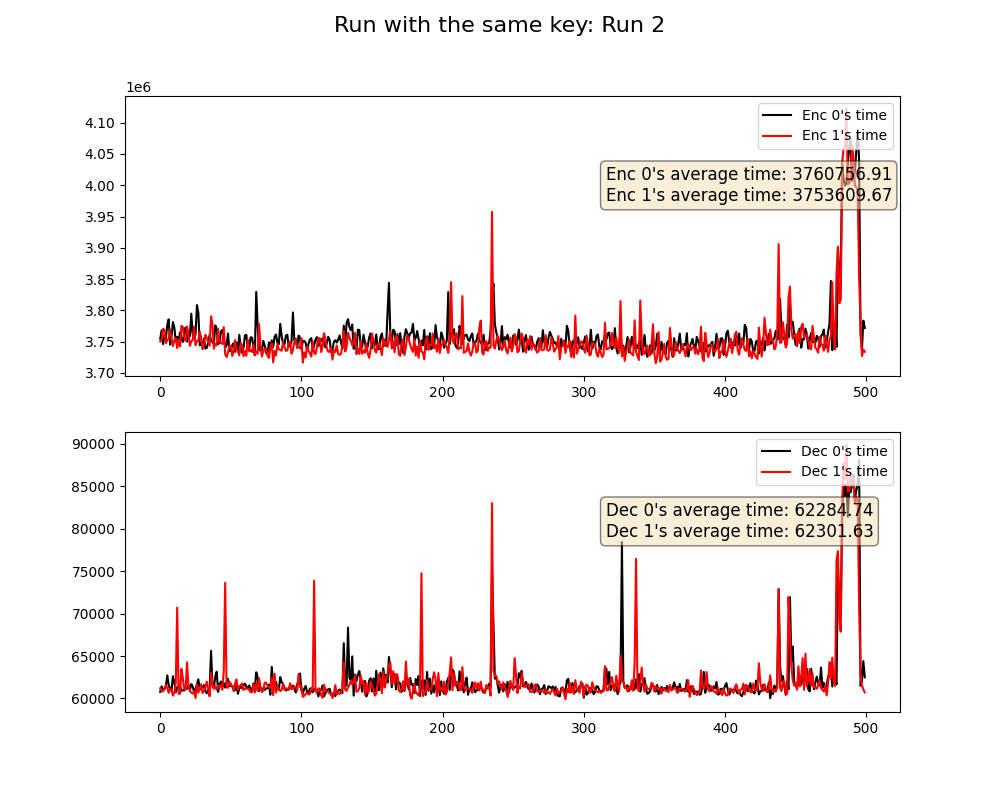 Run with the same key: Run 2
1e6
Enc 0's time
Enc 1's time
Enc 0's average time: 3760756.91
Enc 1's average time: 3753609.67
4.10
4.05
4.00
3.95
3.90
3.85
3.80
3.75
3.70
0 100 200 300 400 500
Dec 0's time
Dec 1's time
Dec 0's average time: 62284.74
Dec 1's average time: 62301.63
90000
85000
80000
75000
70000
65000
60000
0 100 200 300 400 500